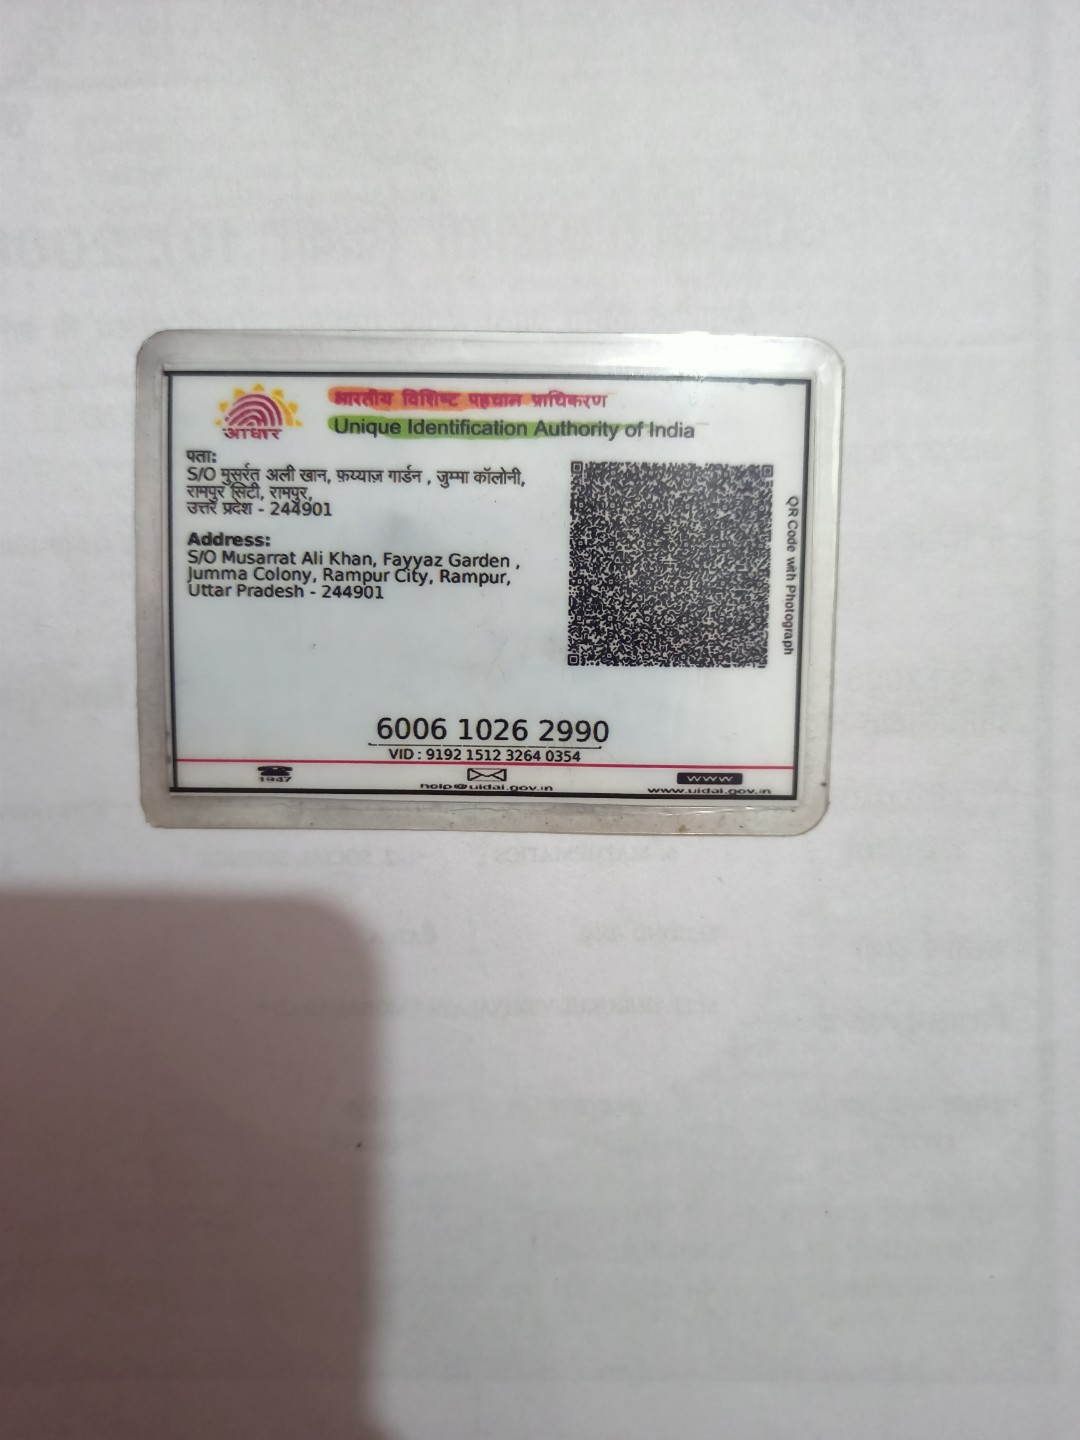 आधार
भारतीय विशिष्ट पहचान प्राधिकरण
Unique Identification Authority of India
पता:
S/O मुसर्रत अली खान, फ़य्याज़ गार्डन , जुम्मा कॉलोनी,
रामपुर सिटी, रामपुर,
उत्तर प्रदेश - 244901
Address:
S/O Musarrat Ali Khan, Fayyaz Garden ,
Jumma Colony, Rampur City, Rampur,
Uttar Pradesh - 244901
QR Code with Photograph
6006 1026 2990
VID : 9192 1512 3264 0354
1947
help@uidai.gov.in
www
www.uidai.gov.in